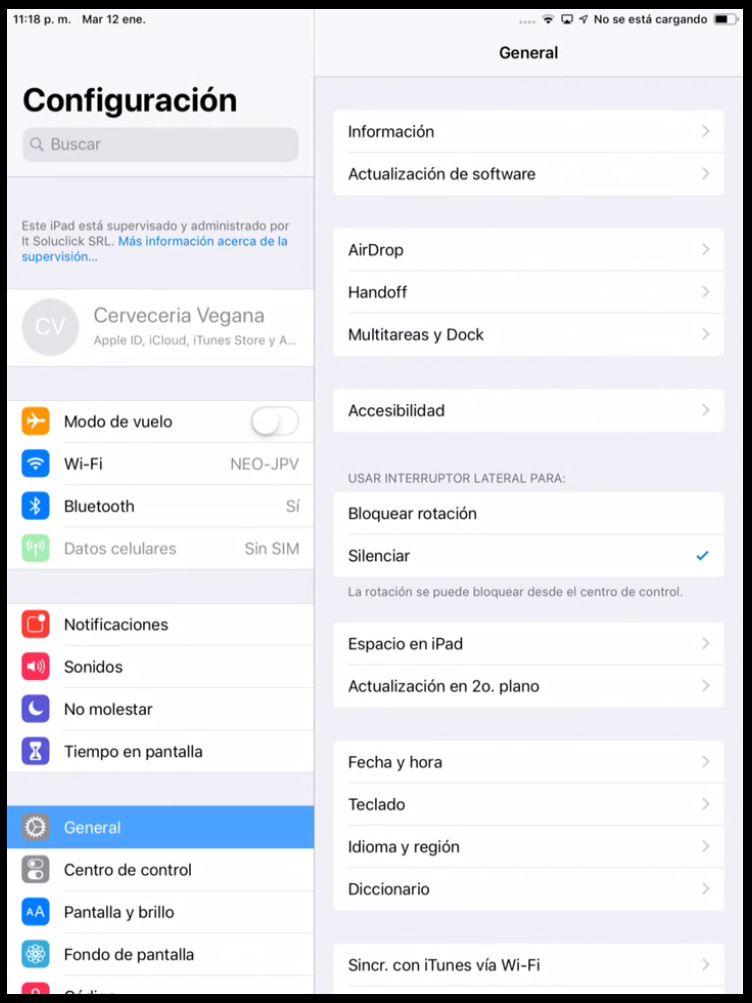 11:18 p. m. Mar 12 ene.
No se está cargando
Configuración
Buscar
Este iPad está supervisado y administrado por
It Soluclick SRL. Más información acerca de la
supervisión...
CV
Cerveceria Vegana
Apple ID, iCloud, iTunes Store y A...
Modo de vuelo
Wi-Fi NEO-JPV
Bluetooth Sí
Datos celulares Sin SIM
Notificaciones
Sonidos
No molestar
Tiempo en pantalla
General
Centro de control
AA Pantalla y brillo
Fondo de pantalla
General
Información
Actualización de software
AirDrop
Handoff
Multitareas y Dock
Accesibilidad
USAR INTERRUPTOR LATERAL PARA:
Bloquear rotación
Silenciar
La rotación se puede bloquear desde el centro de control.
Espacio en iPad
Actualización en 2o. plano
Fecha y hora
Teclado
Idioma y región
Diccionario
Sincr. con iTunes vía Wi-Fi